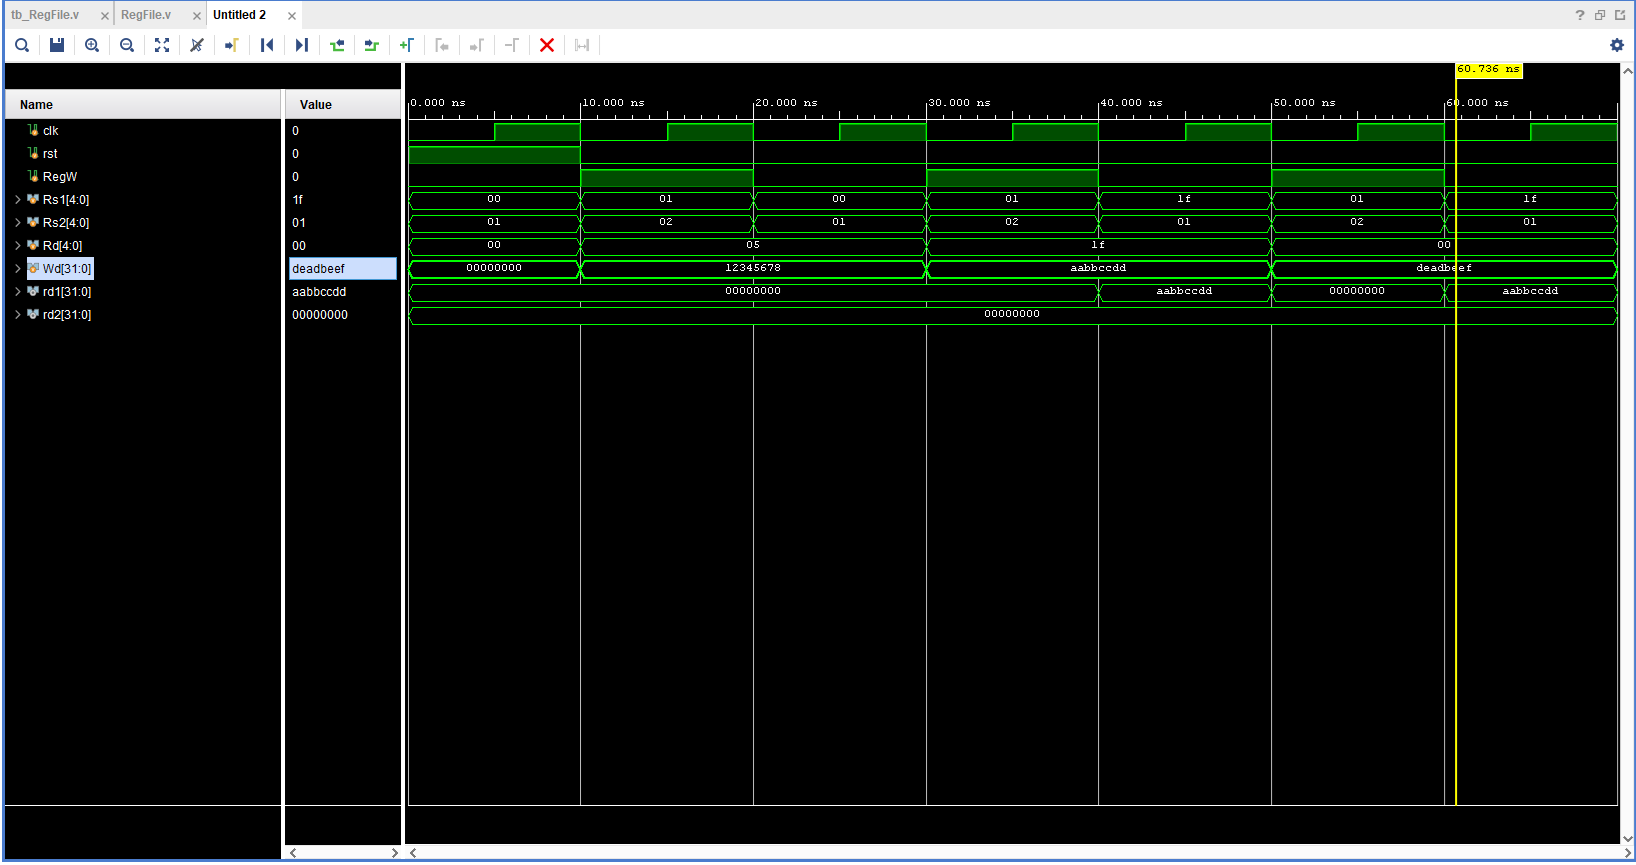 tb_RegFile.v × RegFile.v × Untitled 2 ×
?
60.736 ns
Name Value
0.000 ns 10.000 ns 20.000 ns 30.000 ns 40.000 ns 50.000 ns 60.000 ns
clk 0
rst 0
RegW 0
Rs1[4:0] 1f 00 01 00 01 1f 01 1f
Rs2[4:0] 01 01 02 01 02 01 02 01
Rd[4:0] 00 00 05 1f 00
Wd[31:0] deadbeef 00000000 12345678 aabbccdd deadbeef
rd1[31:0] aabbccdd 00000000 aabbccdd 00000000 aabbccdd
rd2[31:0] 00000000 00000000